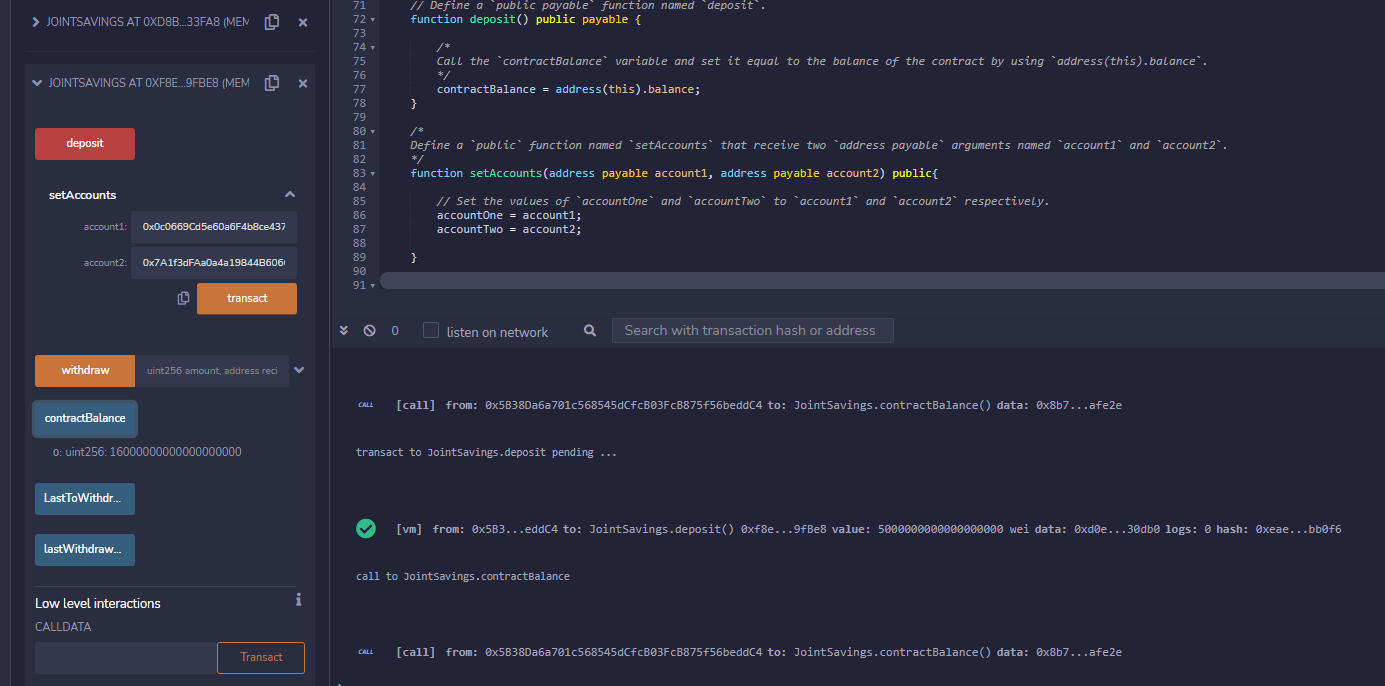 JOINTSAVINGS AT 0XD8B...33FA8 (MEM
JOINTSAVINGS AT 0XF8E...9FBE8 (MEM
deposit
setAccounts
account1: 0x0c0669Cd5e60a6F4b8ce437
account2: 0x7A1f3dFAa0a4a19844B606
transact
withdraw uint256 amount, address reci
contractBalance
0: uint256: 16000000000000000000
LastToWithdr...
lastWithdraw...
Low level interactions
CALLDATA
Transact
71 // Define a `public payable` function named `deposit`.
72 function deposit() public payable {
73
74 /*
75 Call the `contractBalance` variable and set it equal to the balance of the contract by using `address(this).balance`.
76 */
77 contractBalance = address(this).balance;
78 }
79
80 /*
81 Define a `public` function named `setAccounts` that receive two `address payable` arguments named `account1` and `account2`.
82 */
83 function setAccounts(address payable account1, address payable account2) public{
84
85 // Set the values of `accountOne` and `accountTwo` to `account1` and `account2` respectively.
86 accountOne = account1;
87 accountTwo = account2;
88
89 }
90
91
0 listen on network Search with transaction hash or address
CALL [call] from: 0x5B38Da6a701c568545dCfcB03FcB875f56beddC4 to: JointSavings.contractBalance() data: 0x8b7...afe2e
transact to JointSavings.deposit pending ...
[vm] from: 0x5B3...eddC4 to: JointSavings.deposit() 0xf8e...9fBe8 value: 5000000000000000000 wei data: 0xd0e...30db0 logs: 0 hash: 0xeae...bb0f6
call to JointSavings.contractBalance
CALL [call] from: 0x5B38Da6a701c568545dCfcB03FcB875f56beddC4 to: JointSavings.contractBalance() data: 0x8b7...afe2e